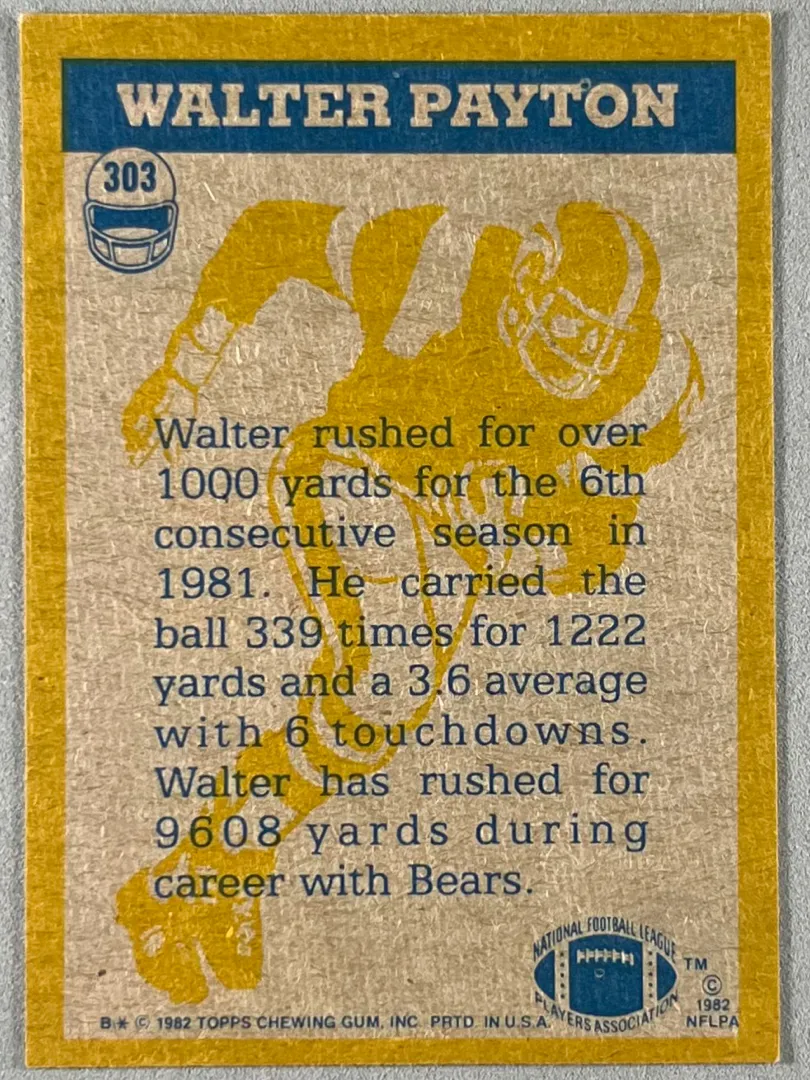 WALTER PAYTON
303
Walter rushed for over
1000 yards for the 6th
consecutive season in
1981. He carried the
ball 339 times for 1222
yards and a 3.6 average
with 6 touchdowns.
Walter has rushed for
9608 yards during
career with Bears.
NATIONAL FOOTBALL LEAGUE
PLAYERS ASSOCIATION
TM
©
1982
NFLPA
B* © 1982 TOPPS CHEWING GUM, INC. PRTD. IN U.S.A.